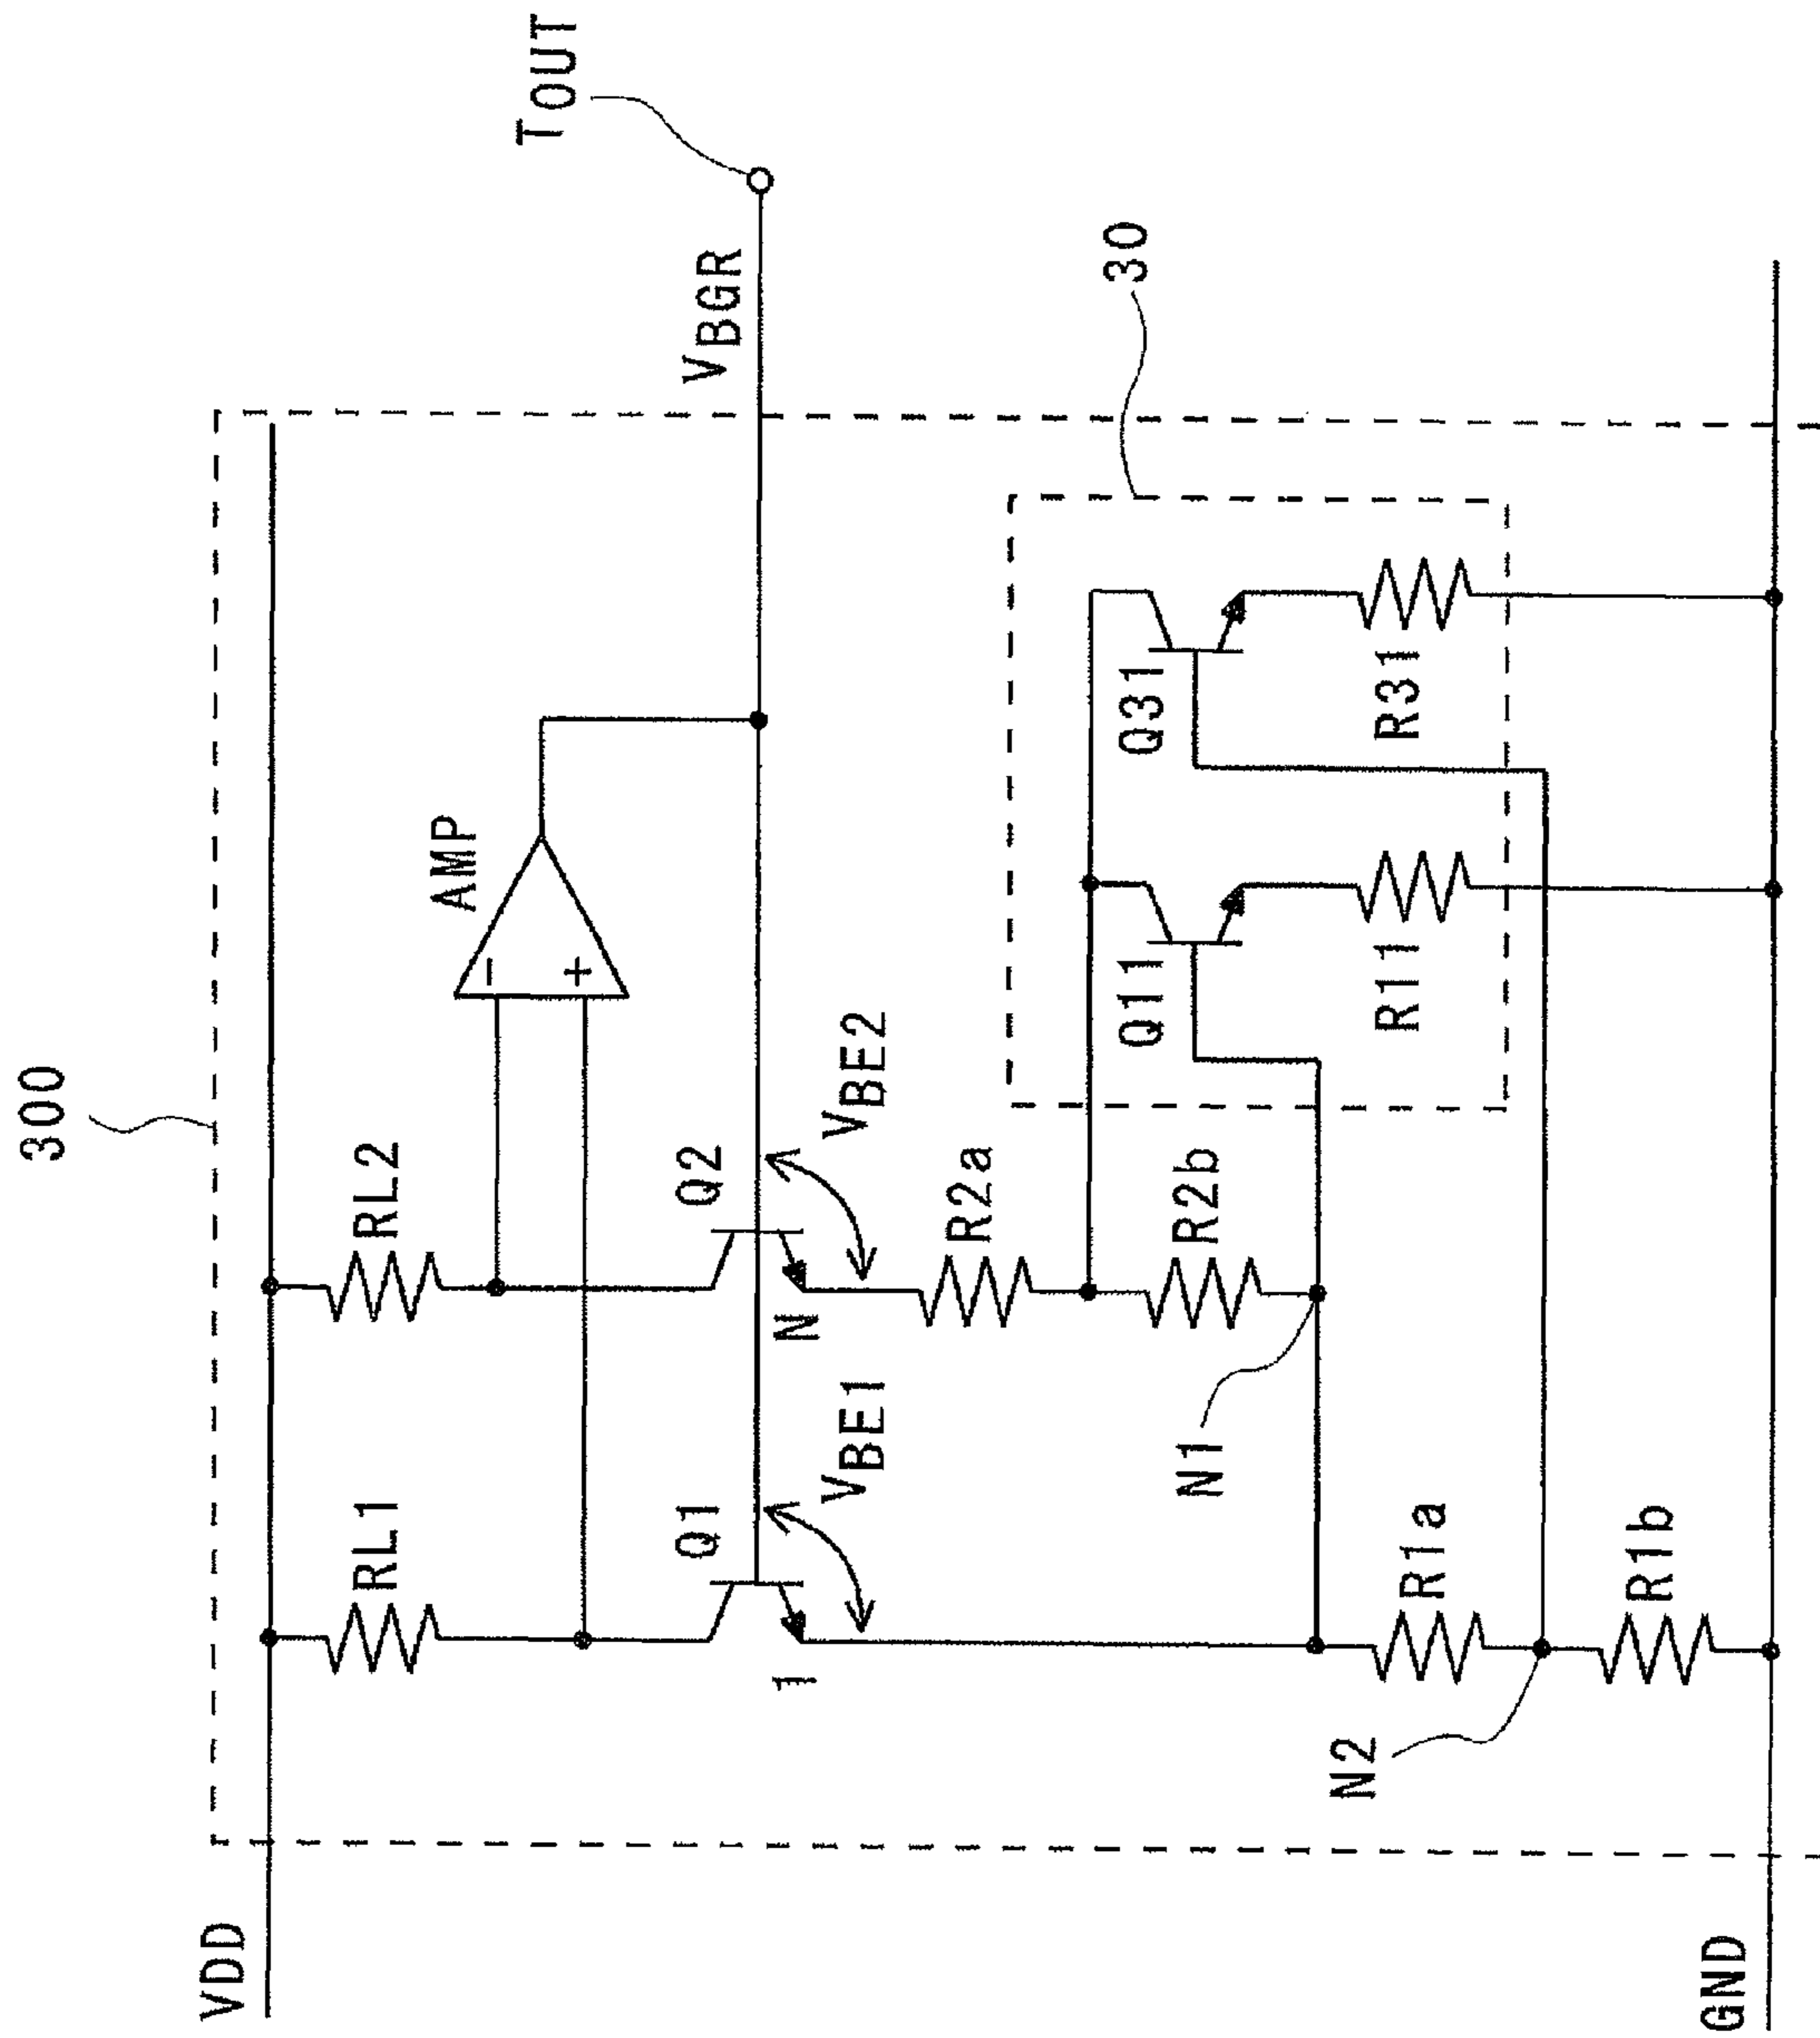 300
VDD
RL1
RL2
AMP
−
+
TOUT
VBGR
Q1
Q2
1
N
VBE1
VBE2
R2a
30
Q11
Q31
R2b
N1
R11
R31
R1a
N2
R1b
GND